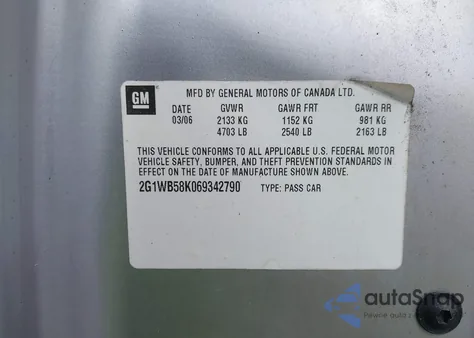 GM
MFD BY GENERAL MOTORS OF CANADA LTD.
DATE GVWR GAWR FRT GAWR RR
03/06 2133 KG 1152 KG 981 KG
4703 LB 2540 LB 2163 LB
THIS VEHICLE CONFORMS TO ALL APPLICABLE U.S. FEDERAL MOTOR
VEHICLE SAFETY, BUMPER, AND THEFT PREVENTION STANDARDS IN
EFFECT ON THE DATE OF MANUFACTURE SHOWN ABOVE.
2G1WB58K069342790 TYPE: PASS CAR
autoSnap
Pewne auta z